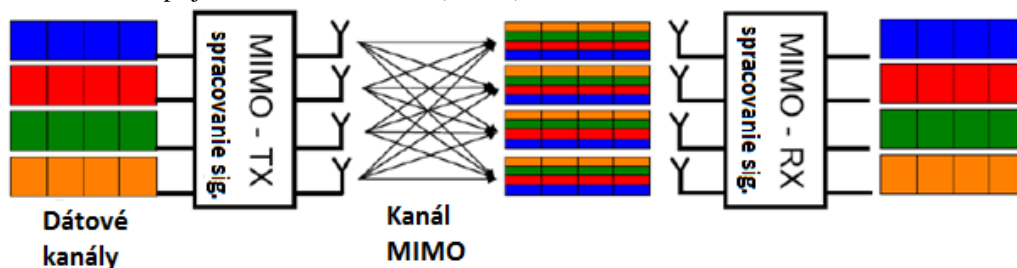 MIMO - TX
spracovanie sig.
MIMO - RX
spracovanie sig.
Dátové
kanály
Kanál
MIMO